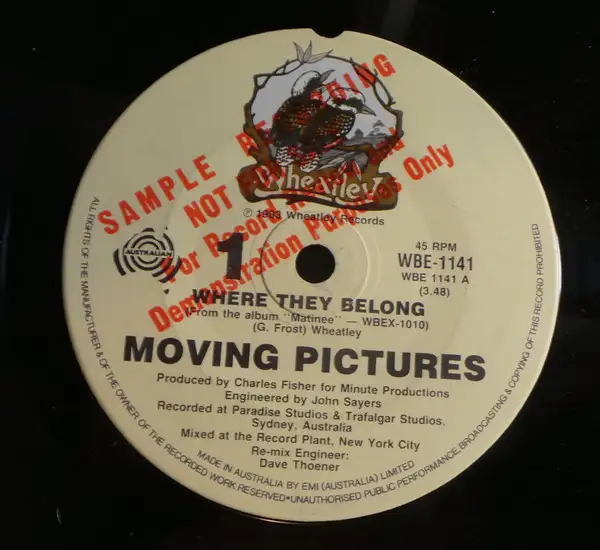 SAMPLE RECORDING
NOT FOR
For Record
Demonstration Purposes Only
Wheatley
℗ 1983 Wheatley Records
AUSTRALIAN
1
45 RPM
WBE-1141
WBE 1141 A
(3.48)
WHERE THEY BELONG
(From the album "Matinee" — WBEX-1010)
(G. Frost) Wheatley
MOVING PICTURES
Produced by Charles Fisher for Minute Productions
Engineered by John Sayers
Recorded at Paradise Studios & Trafalgar Studios,
Sydney, Australia
Mixed at the Record Plant, New York City
Re-mix Engineer:
Dave Thoener
MADE IN AUSTRALIA BY EMI (AUSTRALIA) LIMITED
ALL RIGHTS OF THE MANUFACTURER & OF THE OWNER OF THE RECORDED WORK RESERVED•UNAUTHORISED PUBLIC PERFORMANCE, BROADCASTING & COPYING OF THIS RECORD PROHIBITED